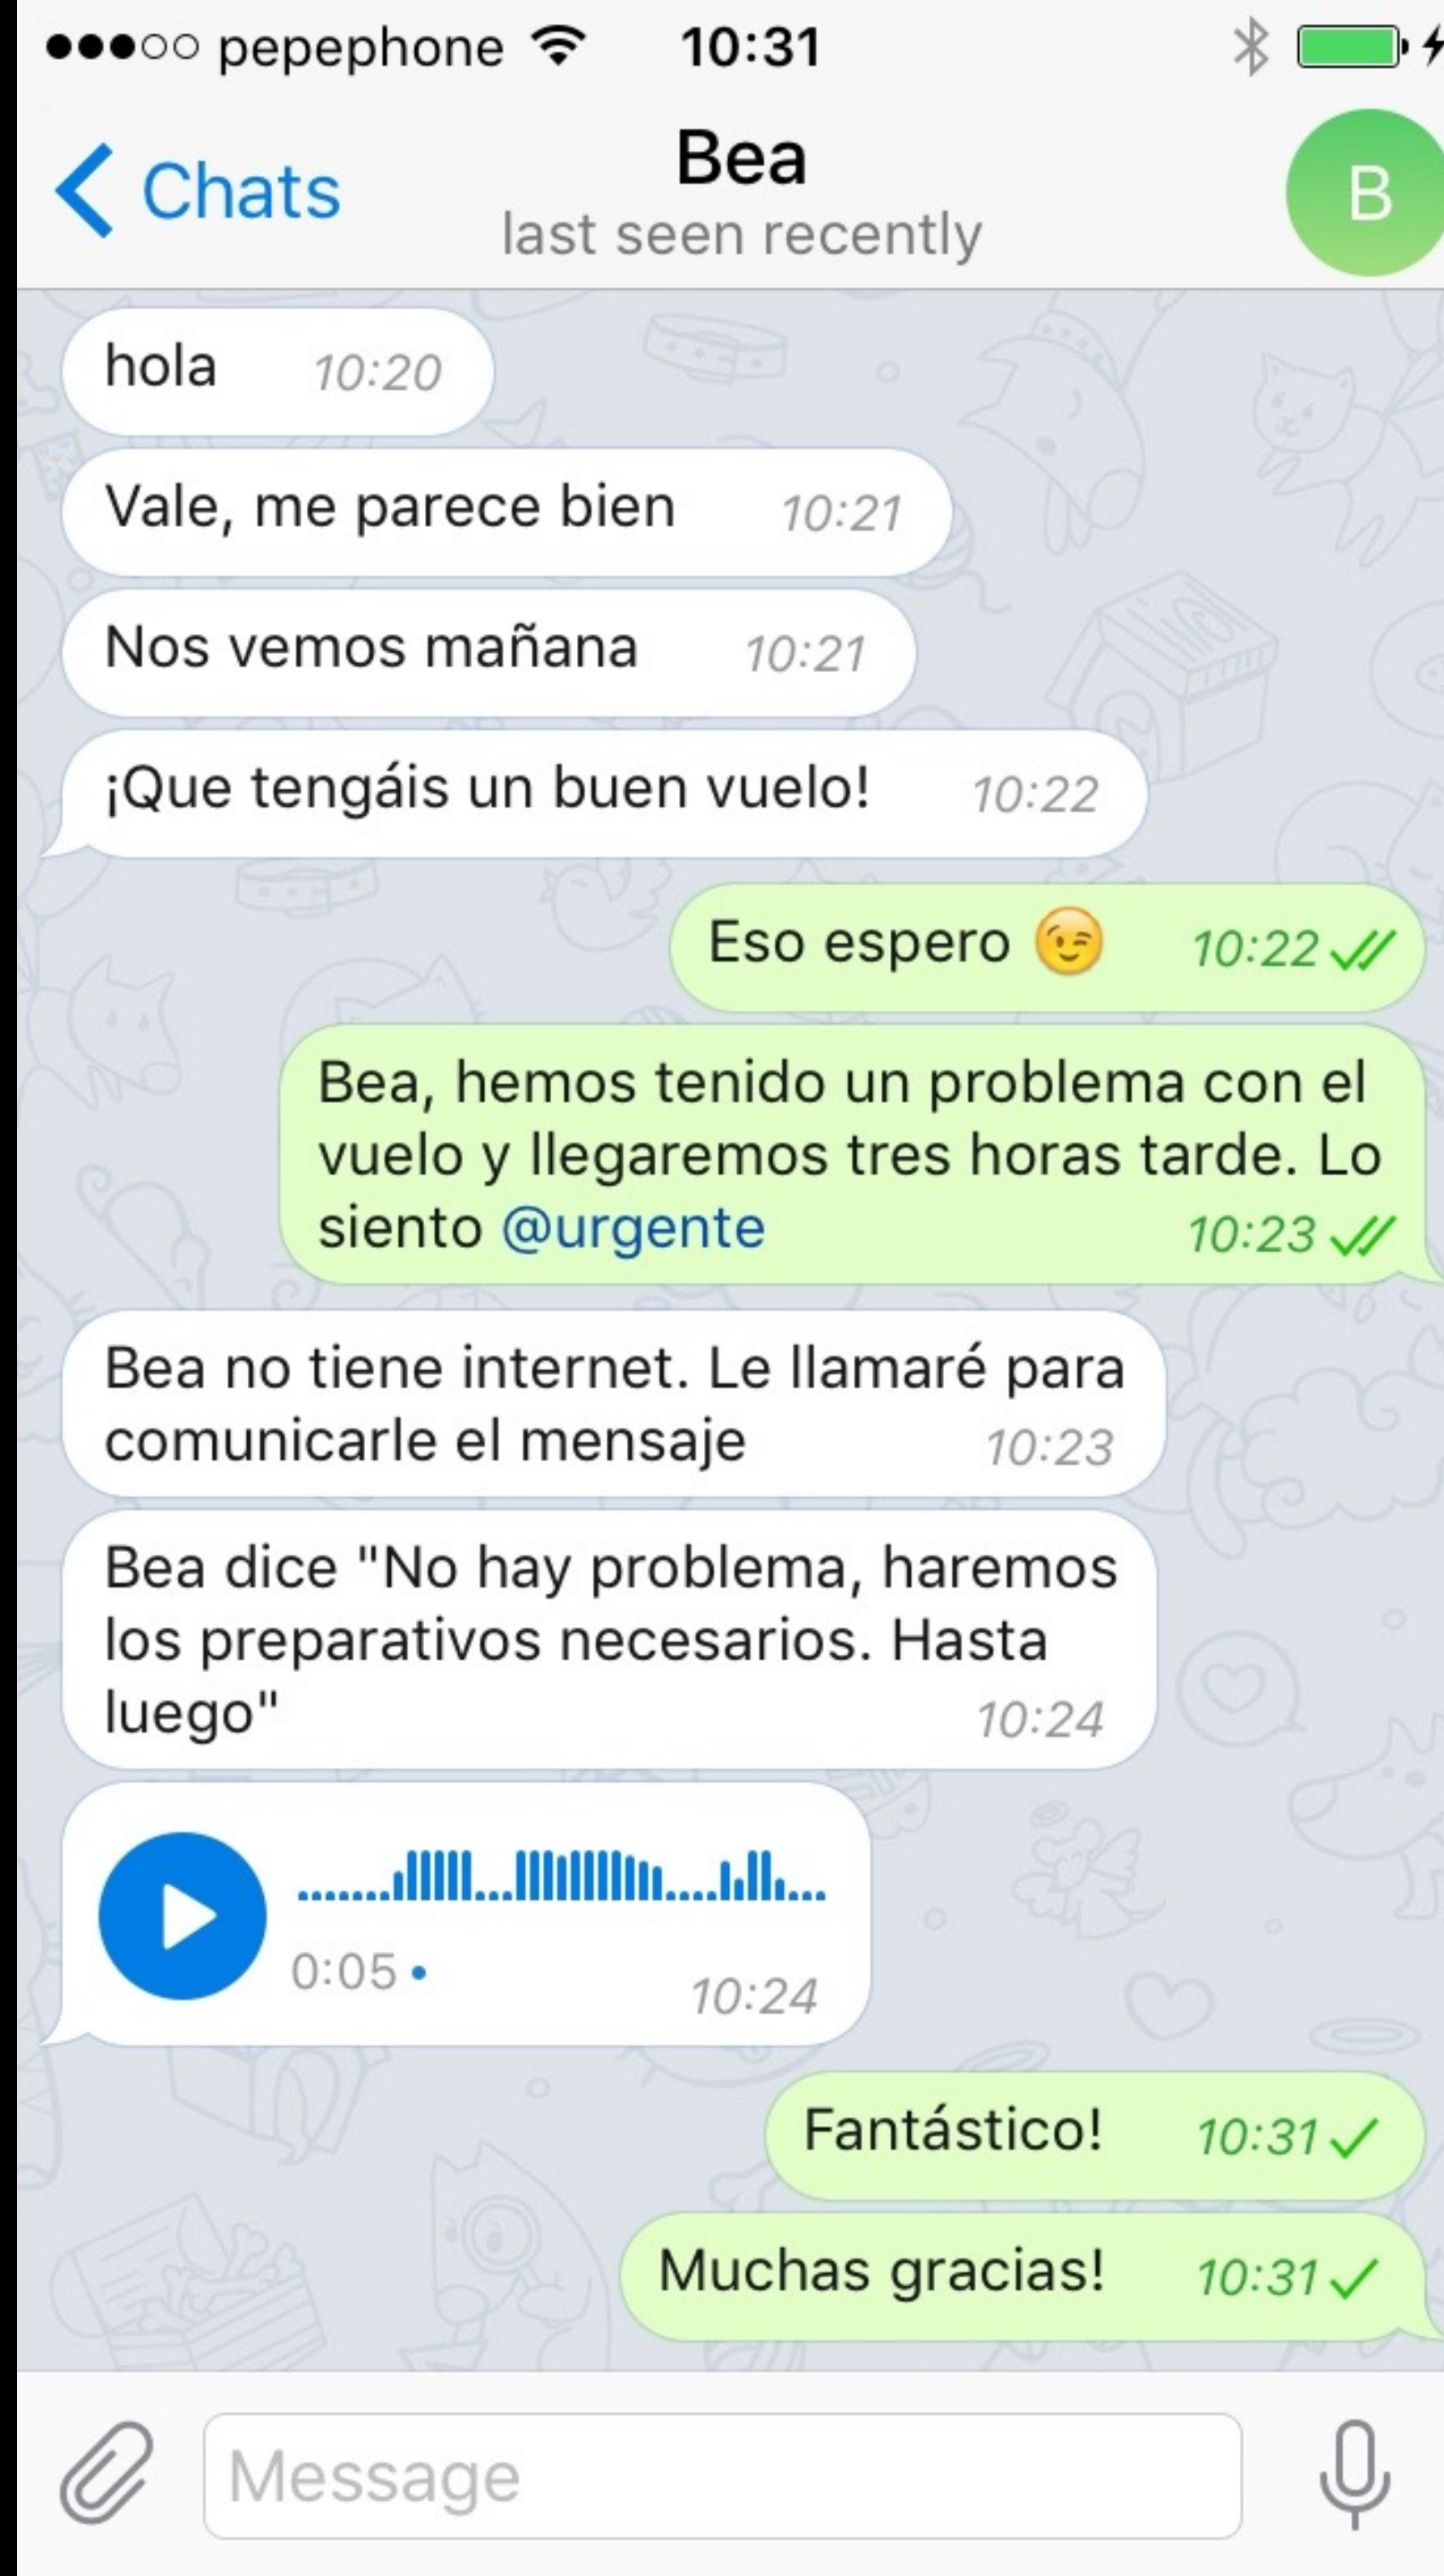 pepephone 10:31
Chats
Bea
last seen recently
B
hola 10:20
Vale, me parece bien 10:21
Nos vemos mañana 10:21
¡Que tengáis un buen vuelo! 10:22
Eso espero 😉 10:22
Bea, hemos tenido un problema con el
vuelo y llegaremos tres horas tarde. Lo
siento @urgente 10:23
Bea no tiene internet. Le llamaré para
comunicarle el mensaje 10:23
Bea dice "No hay problema, haremos
los preparativos necesarios. Hasta
luego" 10:24
0:05 10:24
Fantástico! 10:31
Muchas gracias! 10:31
Message